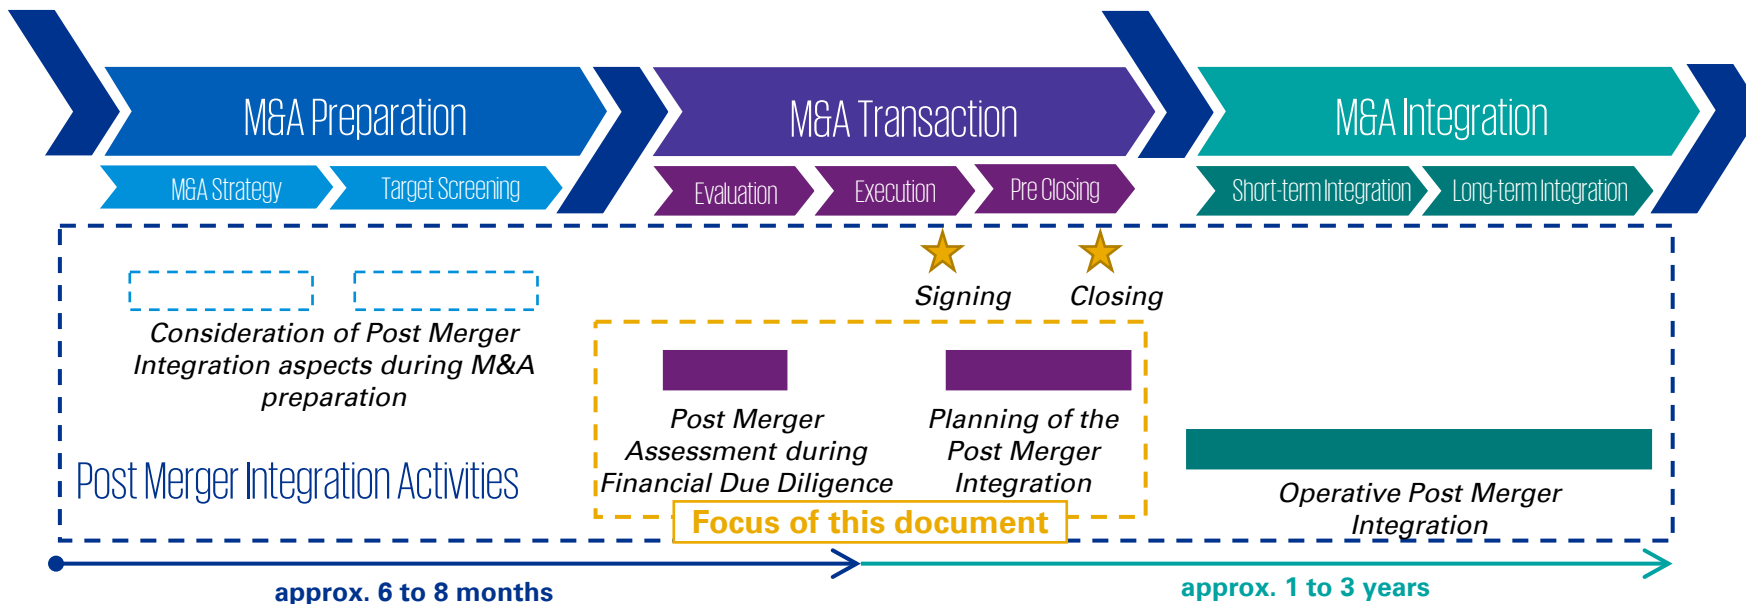 M&A Preparation
M&A Transaction
M&A Integration
M&A Strategy
Target Screening
Evaluation
Execution
Pre Closing
Short-term Integration
Long-term Integration
Signing
Closing
Consideration of Post Merger
Integration aspects during M&A
preparation
Post Merger
Assessment during
Financial Due Diligence
Planning of the
Post Merger
Integration
Post Merger Integration Activities
Operative Post Merger
Integration
Focus of this document
approx. 6 to 8 months
approx. 1 to 3 years